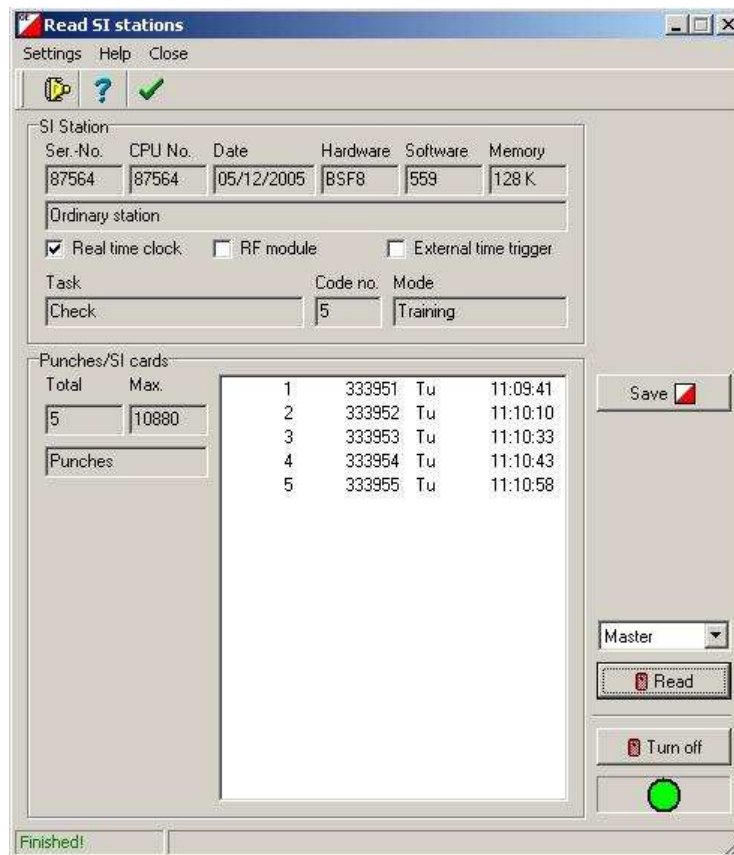 Read SI stations
Settings Help Close
SI Station
Ser.-No. CPU No. Date Hardware Software Memory
87564 87564 05/12/2005 BSF8 559 128 K
Ordinary station
Real time clock RF module External time trigger
Task Code no. Mode
Check 5 Training
Punches/SI cards
Total Max.
5 10880
Punches
1 333951 Tu 11:09:41
2 333952 Tu 11:10:10
3 333953 Tu 11:10:33
4 333954 Tu 11:10:43
5 333955 Tu 11:10:58
Save
Master
Read
Turn off
Finished!